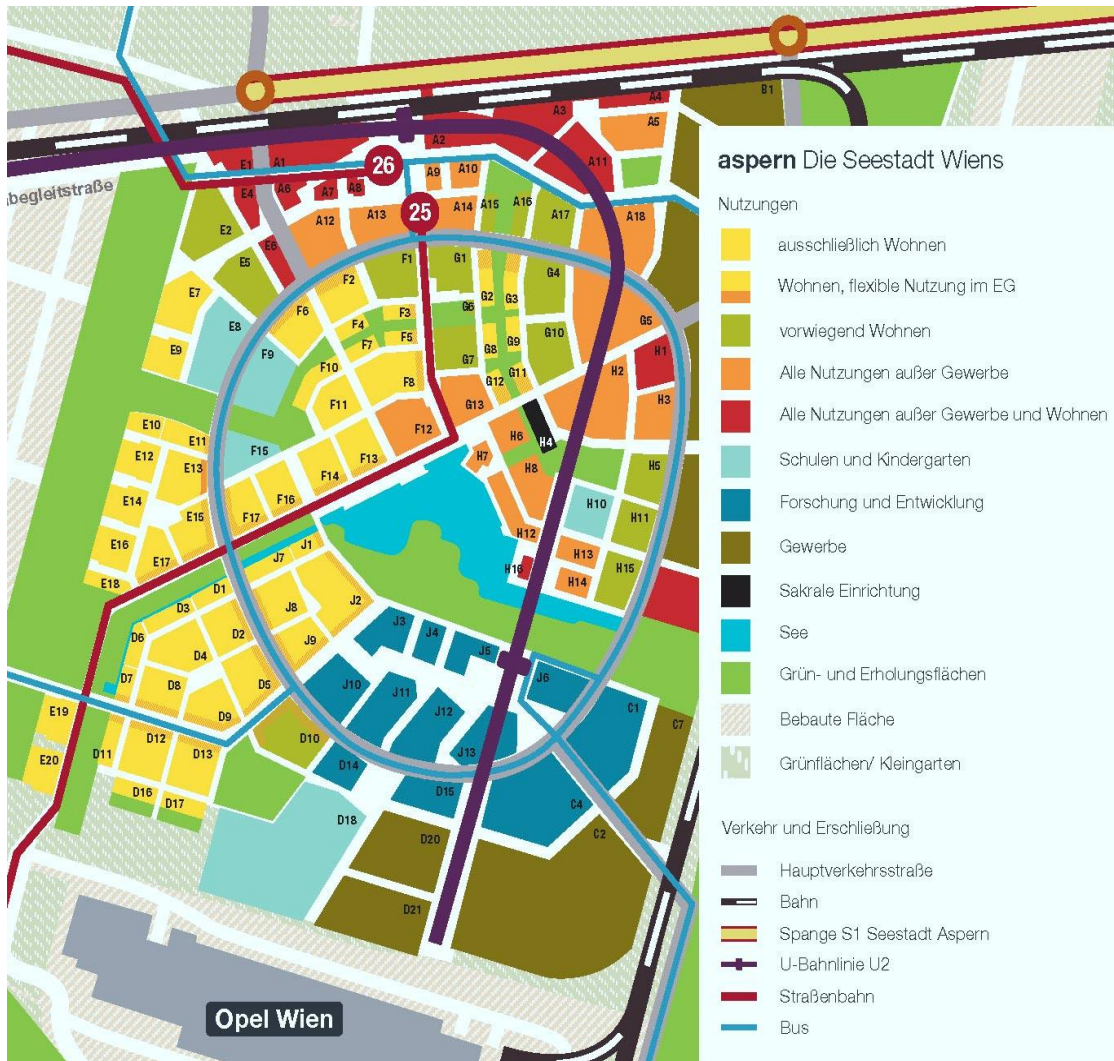 B1
A3
A4
A5
A2
E1
A1
26
A11
A9
A10
E4
A6
A7
A8
begleitstraße
25
A14
A15
A16
A17
A18
E2
A12
A13
E6
E5
F1
G1
F2
G4
E7
F6
G2
G3
F3
G6
G5
E8
F4
F5
G10
H1
E9
F9
F7
G7
G8
G9
F10
F8
G11
H2
G12
H3
F11
G13
E10
F12
H6
H4
E11
F15
F13
H7
H8
H5
E12
E13
F14
E14
F16
H10
E15
F17
H11
H12
E16
J1
H13
E17
J7
H16
H14
H15
E18
D1
D3
J8
J2
D6
D2
J3
J4
D4
J9
J5
D7
D8
D5
J10
J11
J6
E19
D9
J12
C1
C7
D11
D12
D13
D10
J13
E20
D14
D16
D17
D15
C4
D18
D20
C2
D21
Opel Wien
aspern Die Seestadt Wiens
Nutzungen
ausschließlich Wohnen
Wohnen, flexible Nutzung im EG
vorwiegend Wohnen
Alle Nutzungen außer Gewerbe
Alle Nutzungen außer Gewerbe und Wohnen
Schulen und Kindergarten
Forschung und Entwicklung
Gewerbe
Sakrale Einrichtung
See
Grün- und Erholungsflächen
Bebaute Fläche
Grünflächen/ Kleingarten
Verkehr und Erschließung
Hauptverkehrsstraße
Bahn
Spange S1 Seestadt Aspern
U-Bahnlinie U2
Straßenbahn
Bus